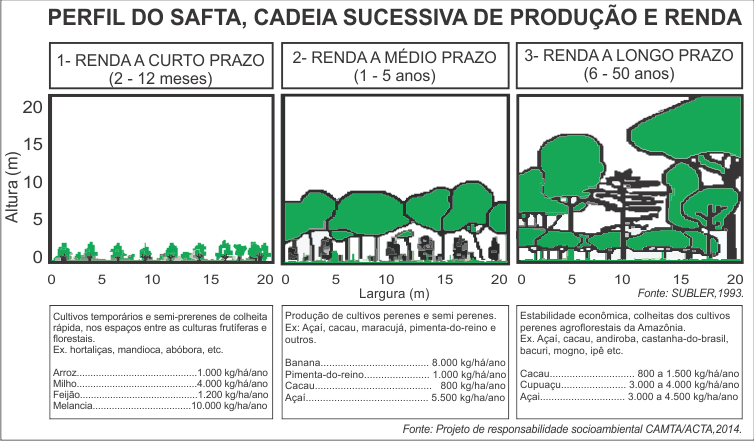 PERFIL DO SAFTA, CADEIA SUCESSIVA DE PRODUÇÃO E RENDA
1- RENDA A CURTO PRAZO
(2 - 12 meses)
2- RENDA A MÉDIO PRAZO
(1 - 5 anos)
3- RENDA A LONGO PRAZO
(6 - 50 anos)
Altura (m)
20
15
10
5
0
0 5 10 15 20
0 5 10 15 20
0 5 10 15 20
Largura (m)
Fonte: SUBLER,1993.
Cultivos temporários e semi-prerenes de colheita
rápida, nos espaços entre as culturas frutíferas e
florestais.
Ex. hortaliças, mandioca, abóbora, etc.
Arroz.................................................1.000 kg/há/ano
Milho.................................................4.000 kg/há/ano
Feijão................................................1.200 kg/ha/ano
Melancia.........................................10.000 kg/ha/ano
Produção de cultivos perenes e semi perenes.
Ex: Açaí, cacau, maracujá, pimenta-do-reino e
outros.
Banana............................................ 8.000 kg/há/ano
Pimenta-do-reino............................. 1.000 kg/há/ano
Cacau.............................................. 800 kg/ha/ano
Açaí................................................. 5.500 kg/ha/ano
Estabilidade econômica, colheitas dos cultivos
perenes agroflorestais da Amazônia.
Ex. Açaí, cacau, andiroba, castanha-do-brasil,
bacuri, mogno, ipê etc.
Cacau..................................... 800 a 1.500 kg/há/ano
Cupuaçu............................. 3.000 a 4.000 kg/há/ano
Açai.................................... 3.000 a 4.500 kg/ha/ano
Fonte: Projeto de responsabilidade socioambiental CAMTA/ACTA,2014.